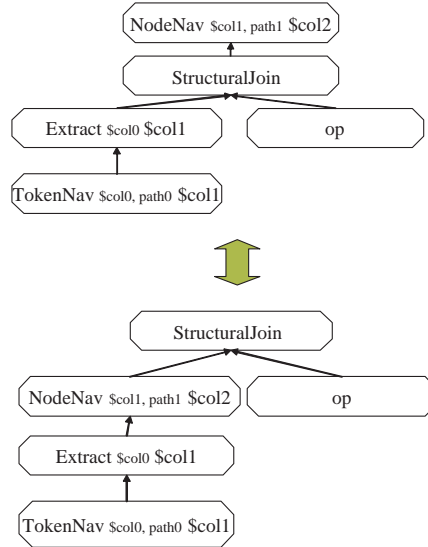 NodeNav $col1, path1 $col2
StructuralJoin
Extract $col0 $col1
op
TokenNav $col0, path0 $col1
StructuralJoin
NodeNav $col1, path1 $col2
op
Extract $col0 $col1
TokenNav $col0, path0 $col1